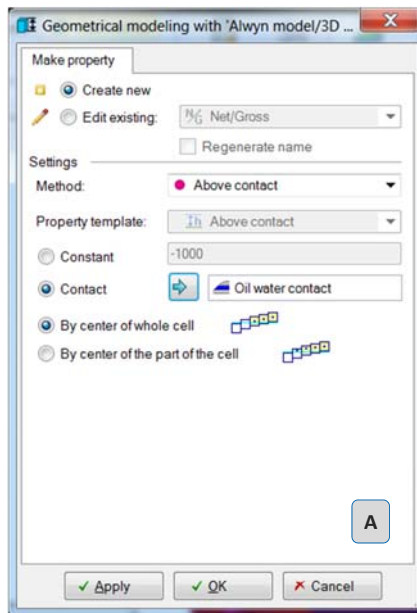 Geometrical modeling with 'Alwyn model/3D ...
Make property
Create new
Edit existing: N/G Net/Gross
Regenerate name
Settings
Method: Above contact
Property template: Ih Above contact
Constant -1000
Contact Oil water contact
By center of whole cell
By center of the part of the cell
A
Apply OK Cancel